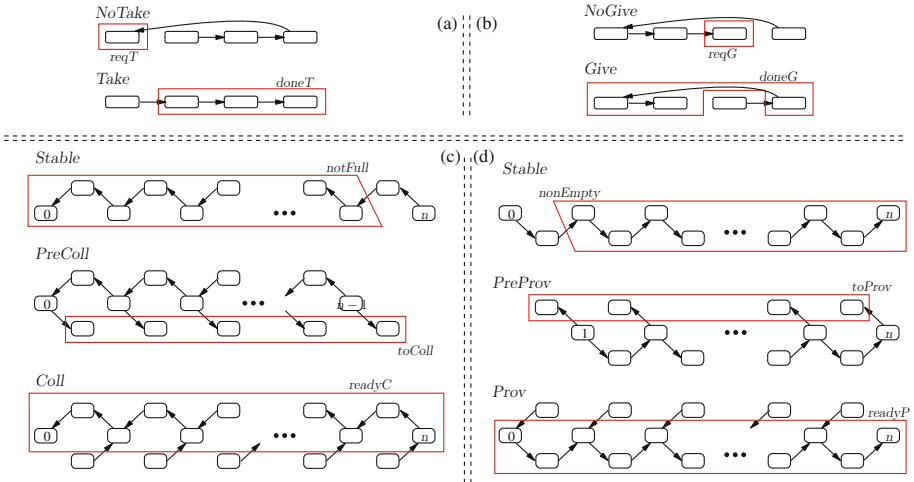 NoTake
(a)
reqT
Take
doneT
(b)
NoGive
reqG
Give
doneG
(c)
Stable
notFull
0
•••
n
PreColl
0
•••
n − 1
toColl
Coll
readyC
0
•••
n
(d)
Stable
nonEmpty
0
•••
n
PreProv
toProv
1
•••
n
Prov
readyP
0
•••
n